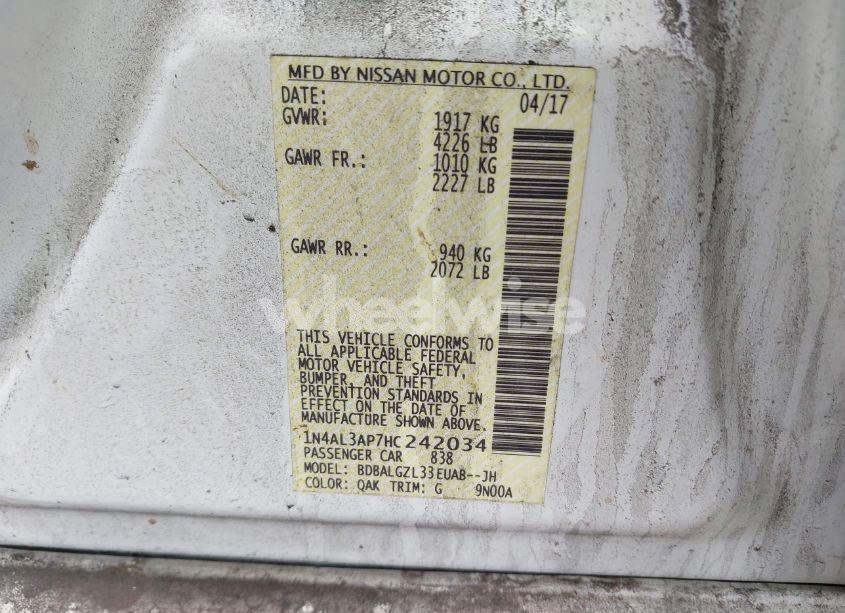 MFD BY NISSAN MOTOR CO., LTD.
DATE: 04/17
GVWR: 1917 KG
4226 LB
GAWR FR.: 1010 KG
2227 LB
GAWR RR.: 940 KG
2072 LB
wheelwise
THIS VEHICLE CONFORMS TO
ALL APPLICABLE FEDERAL
MOTOR VEHICLE SAFETY,
BUMPER, AND THEFT
PREVENTION STANDARDS IN
EFFECT ON THE DATE OF
MANUFACTURE SHOWN ABOVE.
1N4AL3AP7HC242034
PASSENGER CAR 838
MODEL: BDBALGZL33EUAB--JH
COLOR: QAK TRIM: G 9N00A